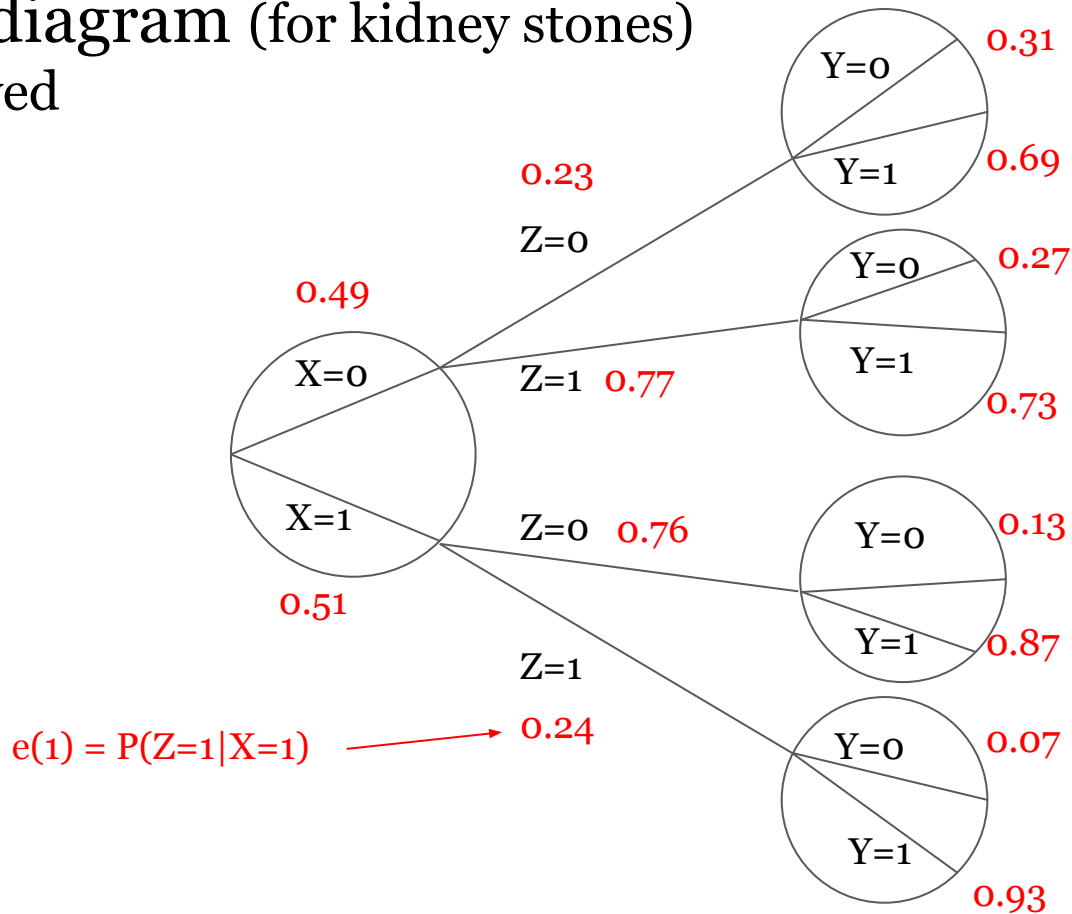 diagram (for kidney stones)
Y=0
0.31
0.23
Y=1
0.69
Z=0
Y=0
0.27
0.49
X=0
Z=1 0.77
Y=1
0.73
X=1
Z=0 0.76
Y=0
0.13
0.51
Y=1
0.87
Z=1
0.24
e(1) = P(Z=1|X=1)
Y=0
0.07
Y=1
0.93